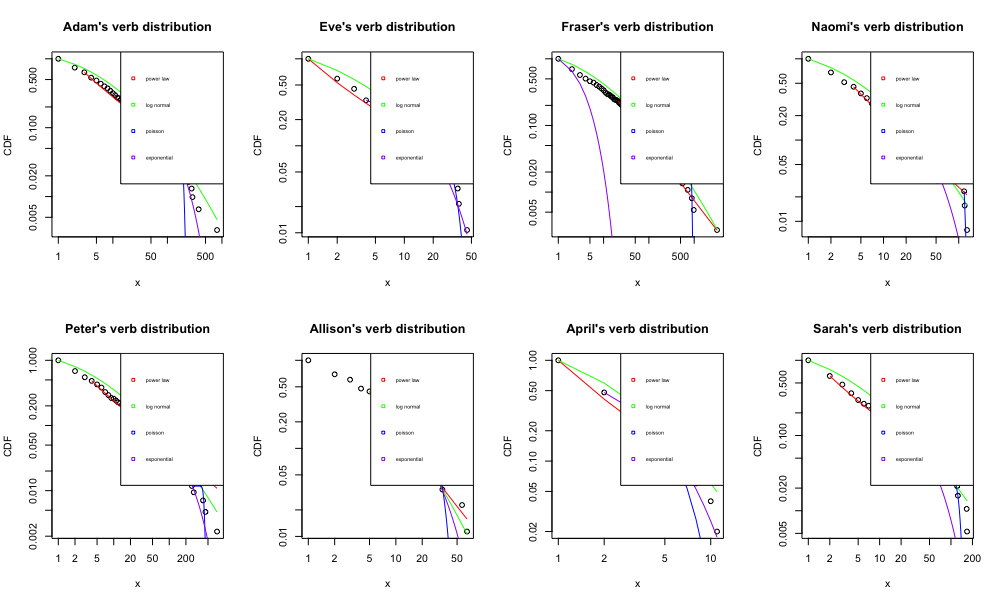 Adam's verb distribution
Eve's verb distribution
Fraser's verb distribution
Naomi's verb distribution
CDF
0.005 0.020 0.100 0.500
power law
log normal
poisson
exponential
1 5 50 500
x
CDF
0.01 0.05 0.20 0.50
power law
log normal
poisson
exponential
1 2 5 10 20 50
x
CDF
0.005 0.020 0.100 0.500
power law
log normal
poisson
exponential
1 5 50 500
x
CDF
0.01 0.05 0.20 0.50
power law
log normal
poisson
exponential
1 2 5 10 20 50
x
Peter's verb distribution
Allison's verb distribution
April's verb distribution
Sarah's verb distribution
CDF
0.002 0.010 0.050 0.200 1.000
power law
log normal
poisson
exponential
1 2 5 20 50 200
x
CDF
0.01 0.05 0.20 0.50
power law
log normal
poisson
exponential
1 2 5 10 20 50
x
CDF
0.02 0.05 0.10 0.20 0.50 1.00
power law
log normal
poisson
exponential
1 2 5 10
x
CDF
0.005 0.020 0.100 0.500
power law
log normal
poisson
exponential
1 2 5 10 20 50 200
x